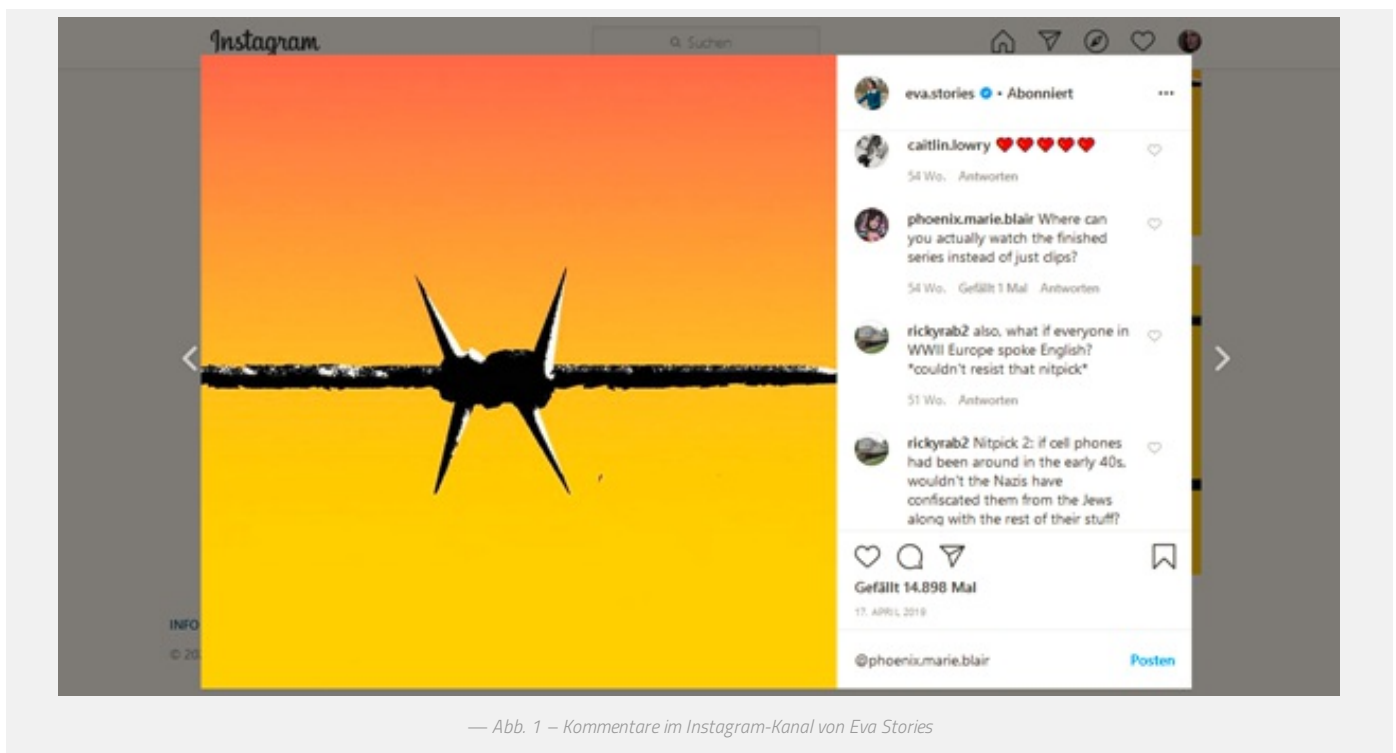 Instagram
Suchen
eva.stories • Abonniert
caitlin.lowry ❤❤❤❤❤
54 Wo. Antworten
phoenix.marie.blair Where can
you actually watch the finished
series instead of just clips?
54 Wo. Gefällt 1 Mal Antworten
rickyrab2 also, what if everyone in
WWII Europe spoke English?
*couldn't resist that nitpick*
51 Wo. Antworten
rickyrab2 Nitpick 2: if cell phones
had been around in the early 40s,
wouldn't the Nazis have
confiscated them from the Jews
along with the rest of their stuff?
Gefällt 14.898 Mal
17. APRIL 2019
INFO
© 20
@phoenix.marie.blair Posten
— Abb. 1 – Kommentare im Instagram-Kanal von Eva Stories